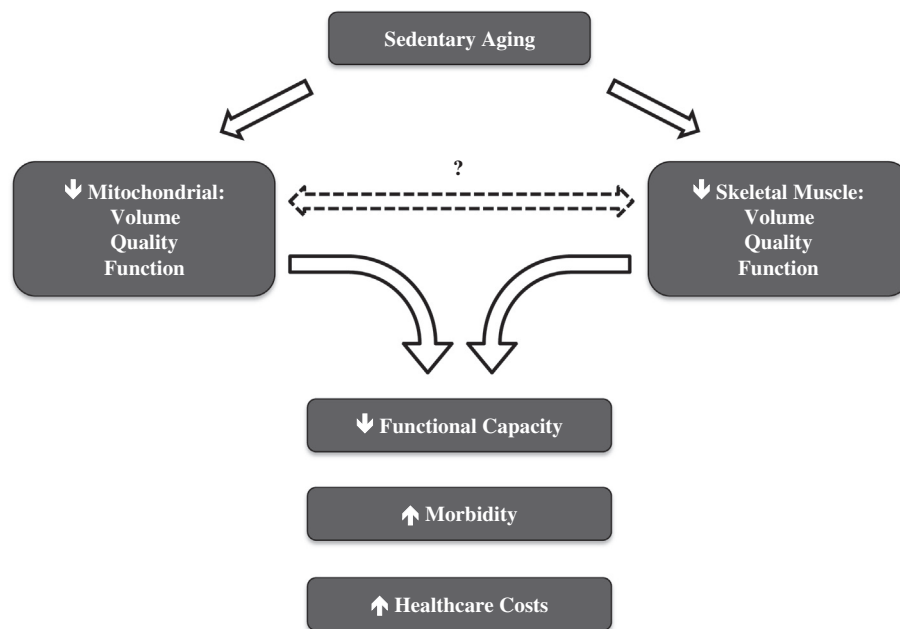 Sedentary Aging
?
↓ Mitochondrial:
Volume
Quality
Function
↓ Skeletal Muscle:
Volume
Quality
Function
↓ Functional Capacity
↑ Morbidity
↑ Healthcare Costs